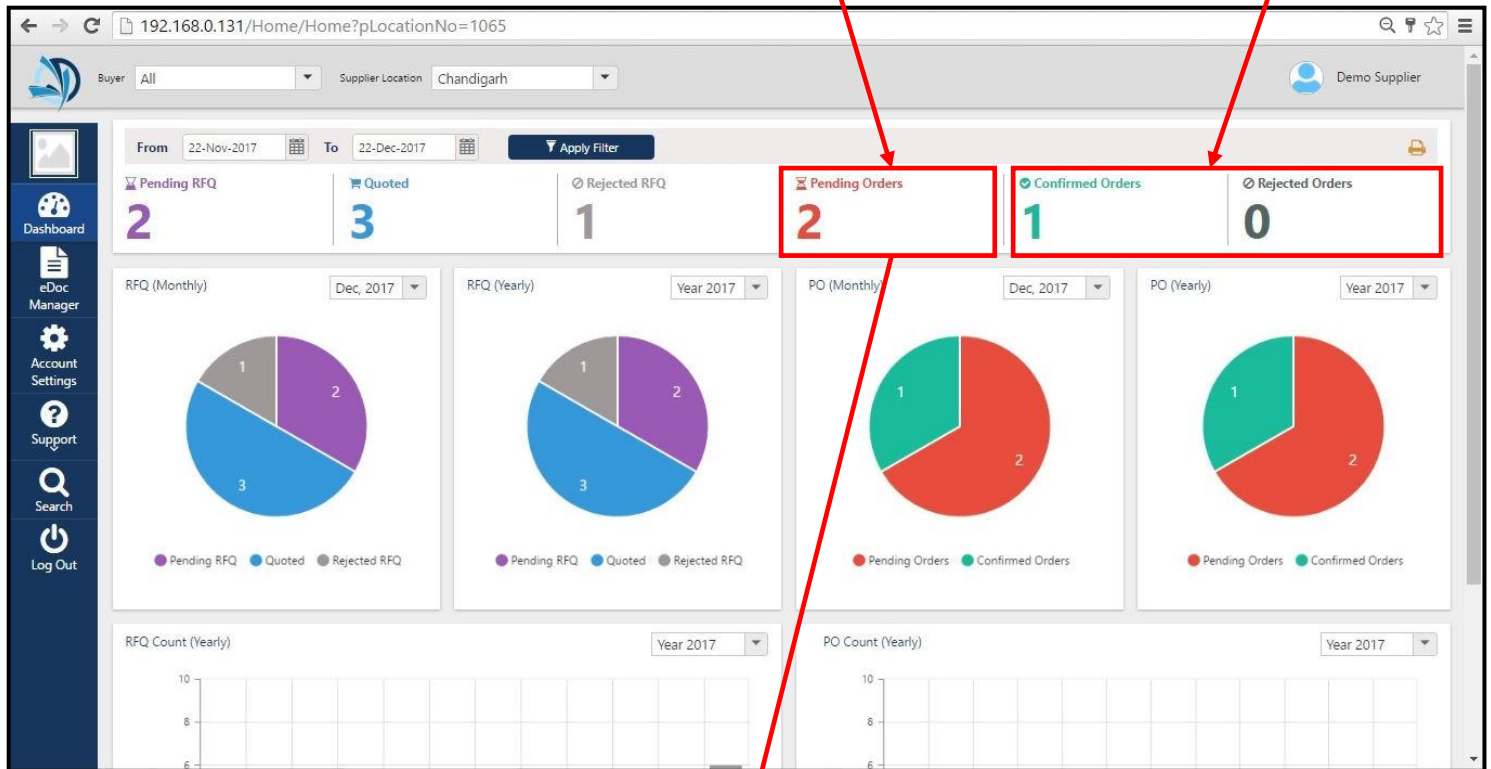 192.168.0.131/Home/Home?pLocationNo=1065
Buyer All Supplier Location Chandigarh Demo Supplier
From 22-Nov-2017 To 22-Dec-2017 Apply Filter
Pending RFQ Quoted Rejected RFQ Pending Orders Confirmed Orders Rejected Orders
2 3 1 2 1 0
Dashboard
eDoc
Manager
Account
Settings
Support
Search
Log Out
RFQ (Monthly) Dec, 2017 RFQ (Yearly) Year 2017 PO (Monthly) Dec, 2017 PO (Yearly) Year 2017
1 2 3
1 2 3
1 2
1 2
Pending RFQ Quoted Rejected RFQ
Pending RFQ Quoted Rejected RFQ
Pending Orders Confirmed Orders
Pending Orders Confirmed Orders
RFQ Count (Yearly) Year 2017 PO Count (Yearly) Year 2017
10 10
8 8
6 6